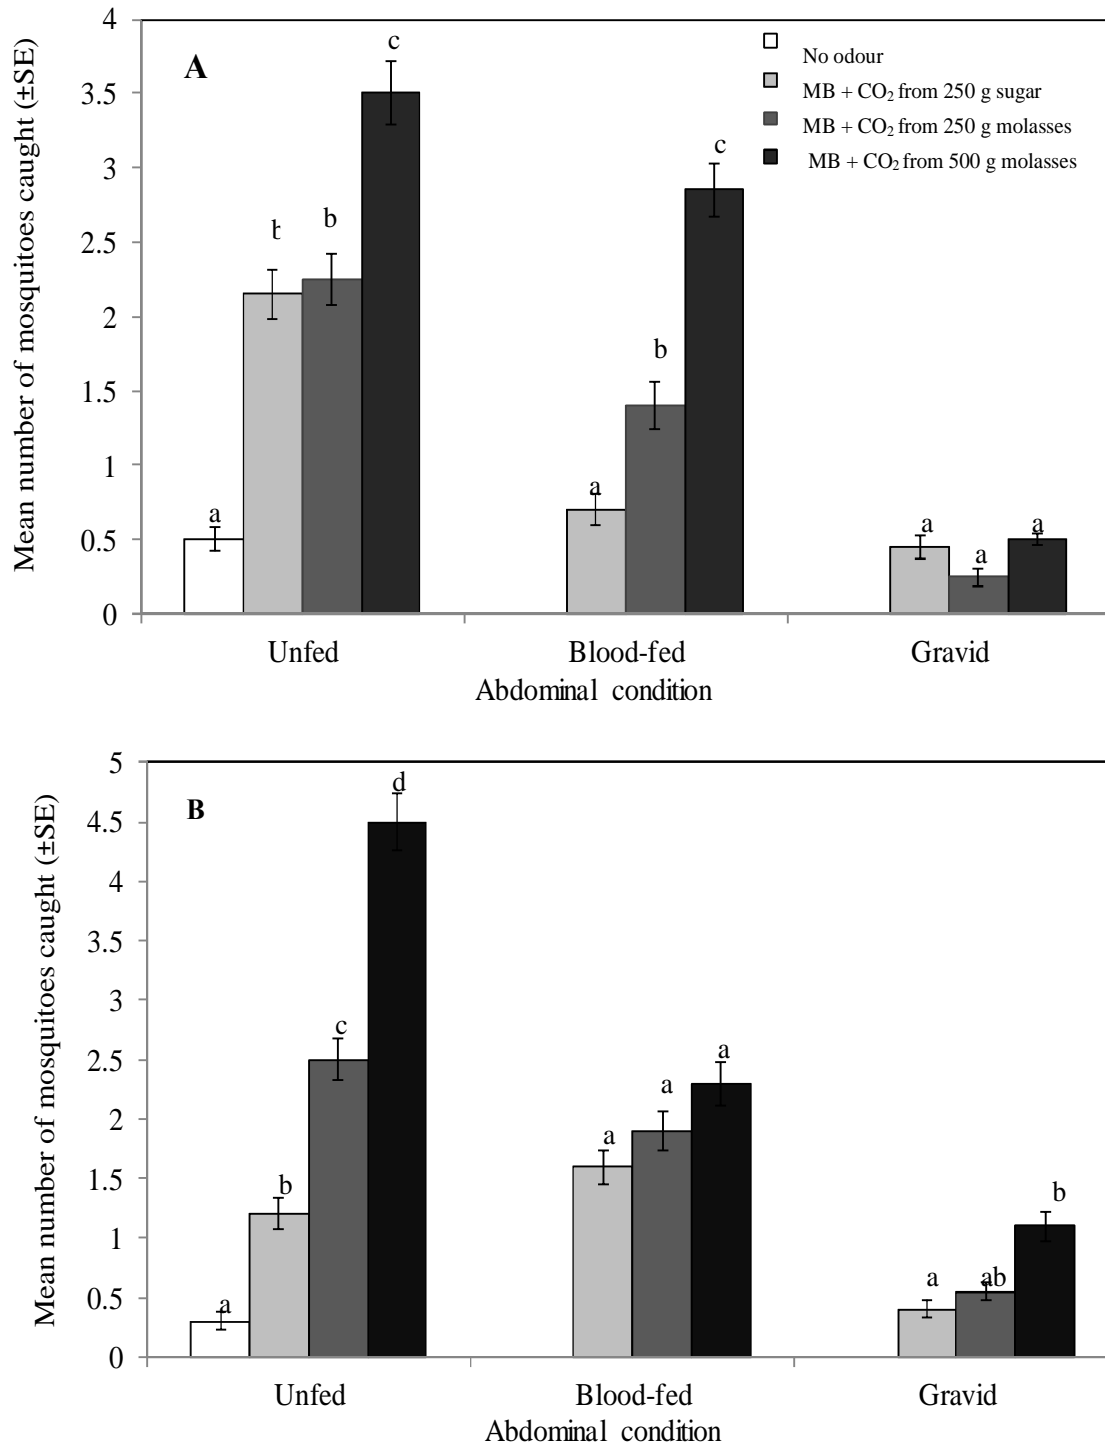 Mean number of mosquitoes caught (±SE)
4
3.5
3
2.5
2
1.5
1
0.5
0
A
No odour
MB + CO₂ from 250 g sugar
MB + CO₂ from 250 g molasses
MB + CO₂ from 500 g molasses
a
b
c
a
b
c
a
a
a
Unfed
Blood-fed
Gravid
Abdominal condition
Mean number of mosquitoes caught (±SE)
5
4.5
4
3.5
3
2.5
2
1.5
1
0.5
0
B
a
b
c
d
a
a
a
a
ab
b
Unfed
Blood-fed
Gravid
Abdominal condition